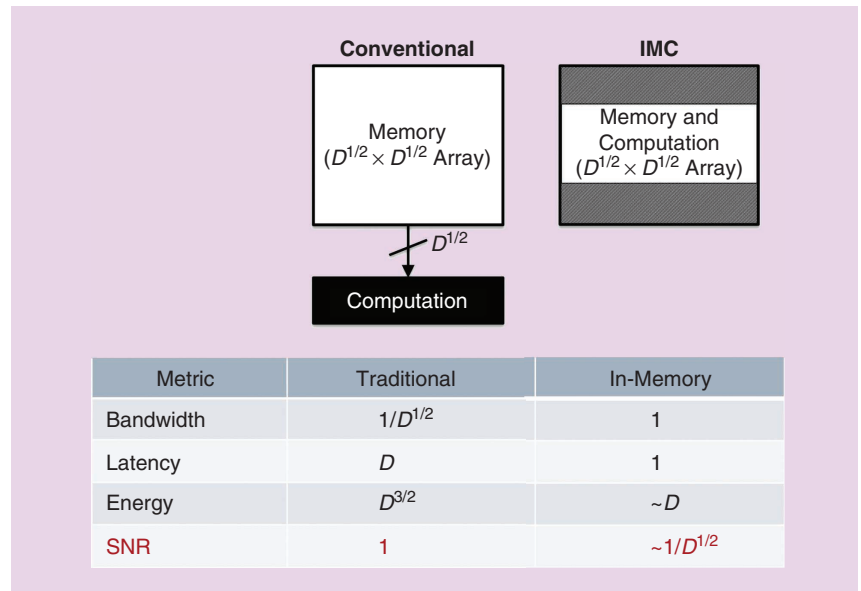 Conventional
IMC
Memory
(D^1/2 × D^1/2 Array)
Memory and
Computation
(D^1/2 × D^1/2 Array)
D^1/2
Computation
Metric Traditional In-Memory
Bandwidth 1/D^1/2 1
Latency D 1
Energy D^3/2 ~D
SNR 1 ~1/D^1/2